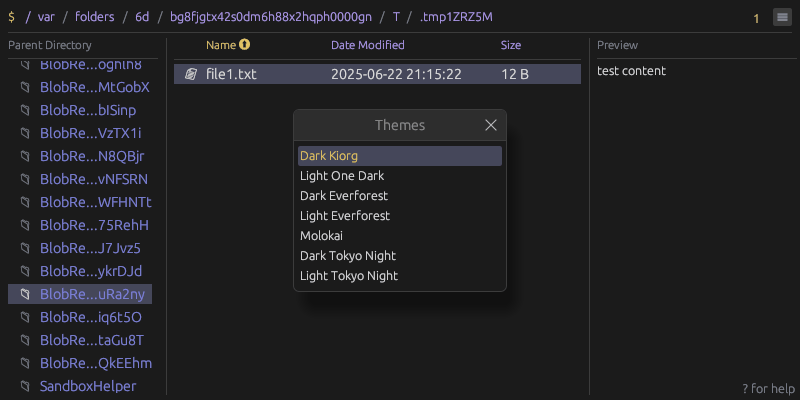 $ / var / folders / 6d / bg8fjgtx42s0dm6h88x2hqph0000gn / T / .tmp1ZRZ5M 1
Parent Directory
BlobRe...oghln8
BlobRe...MtGobX
BlobRe...bISinp
BlobRe...VzTX1i
BlobRe...N8QBjr
BlobRe...vNFSRN
BlobRe...WFHNTt
BlobRe...75RehH
BlobRe...J7Jvz5
BlobRe...ykrDJd
BlobRe...uRa2ny
BlobRe...iq6t5O
BlobRe...taGu8T
BlobRe...QkEEhm
SandboxHelper
Name Date Modified Size
file1.txt 2025-06-22 21:15:22 12 B
Themes
Dark Kiorg
Light One Dark
Dark Everforest
Light Everforest
Molokai
Dark Tokyo Night
Light Tokyo Night
Preview
test content
? for help